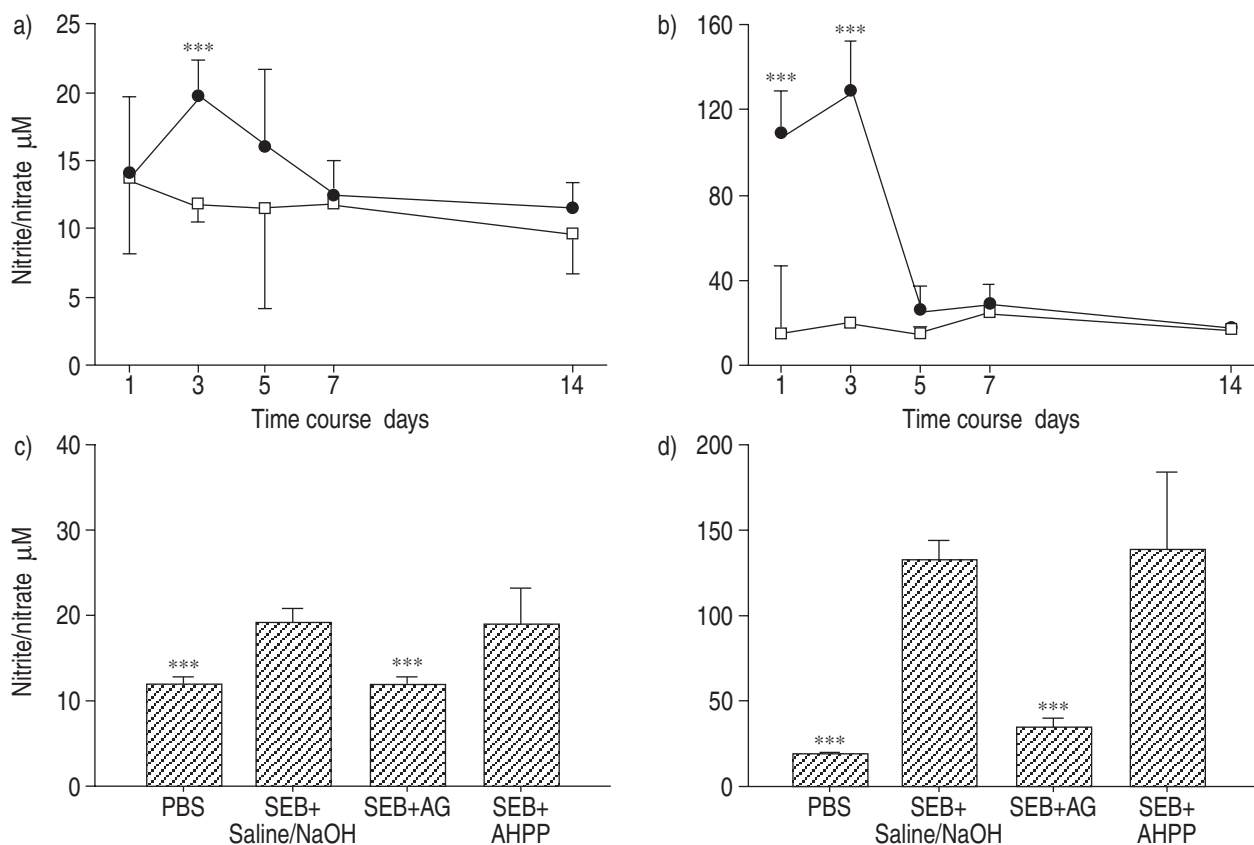 a)
25
20
15
10
5
0
Nitrite/nitrate µM
***
1 3 5 7 14
Time course days
b)
160
120
80
40
0
***
***
1 3 5 7 14
Time course days
c)
40
30
20
10
0
Nitrite/nitrate µM
***
***
PBS SEB+ SEB+AG SEB+
Saline/NaOH AHPP
d)
200
150
100
50
0
***
***
PBS SEB+ SEB+AG SEB+
Saline/NaOH AHPP